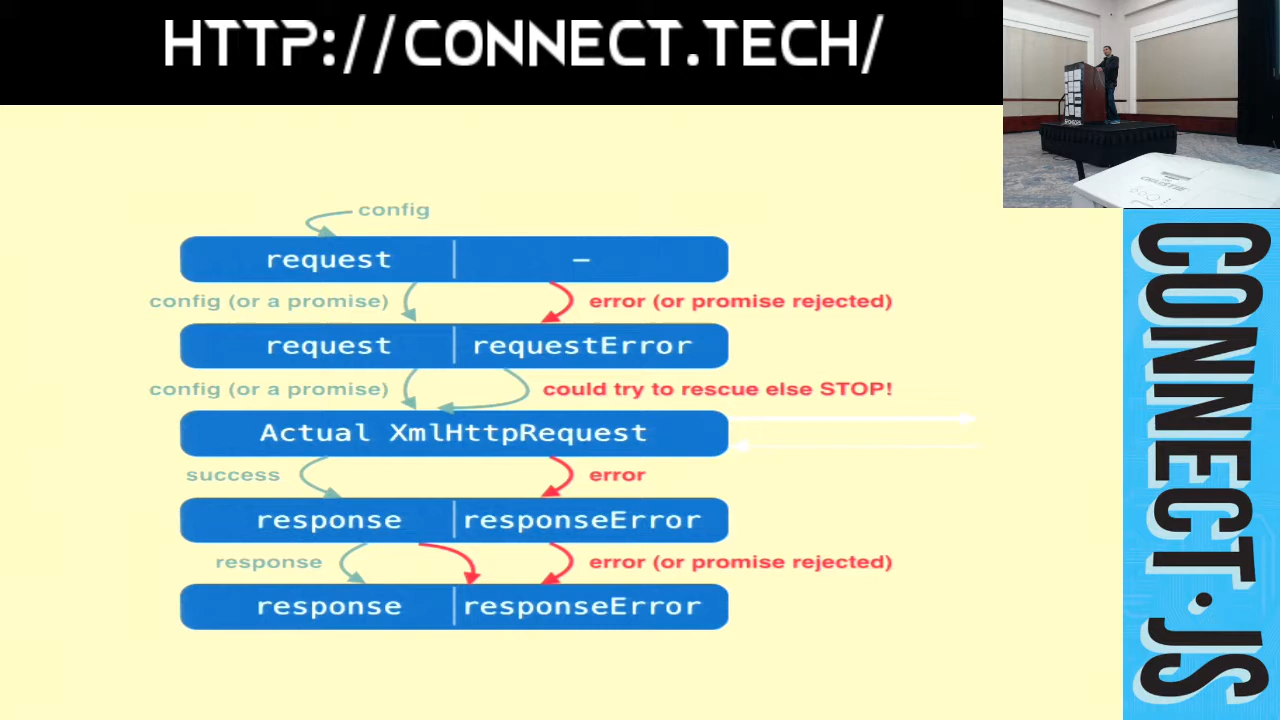 HTTP://CONNECT.TECH/
config
request | –
config (or a promise) error (or promise rejected)
request | requestError
config (or a promise) could try to rescue else STOP!
Actual XmlHttpRequest
success error
response | responseError
response error (or promise rejected)
response | responseError
CHRISTIE
CONNECT.JS